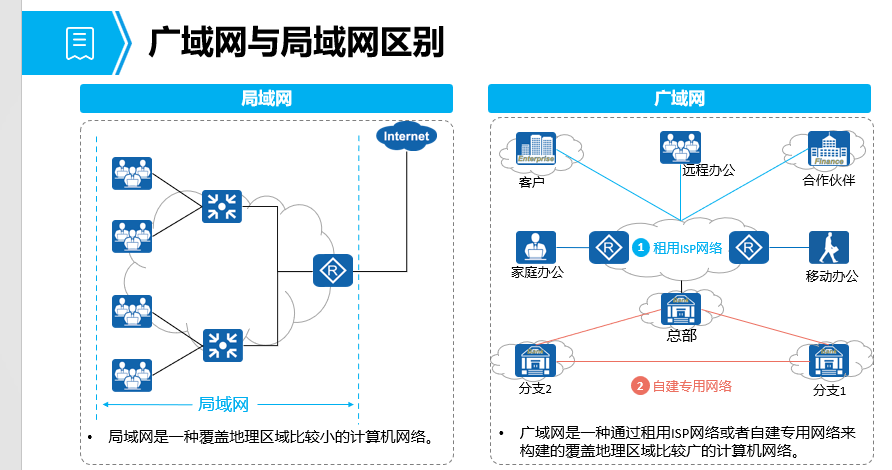 广域网与局域网区别
局域网
Internet
R
局域网
• 局域网是一种覆盖地理区域比较小的计算机网络。
广域网
Enterprise
客户
远程办公
Finance
合作伙伴
家庭办公
R
1 租用ISP网络
R
移动办公
总部
分支2
2 自建专用网络
分支1
• 广域网是一种通过租用ISP网络或者自建专用网络来
构建的覆盖地理区域比较广的计算机网络。